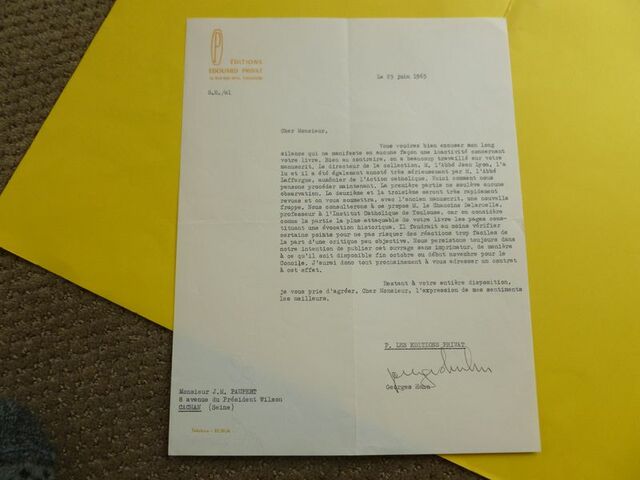 P
ÉDITIONS
ÉDOUARD PRIVAT
Le 25 juin 1965
Cher Monsieur,
Vous voudrez bien excuser mon long
silence qui ne manifeste en aucune façon une inactivité concernant
votre livre. Bien au contraire, on a beaucoup travaillé sur votre
manuscrit. Le directeur de la collection, M. l'Abbé Jean Lyon, l'a
lu et il a été également annoté très sérieusement par M. l'Abbé
Laffargue, aumônier de l'Action catholique. Voici comment nous
pensons procéder maintenant. La première partie ne soulève aucune
observation. La deuxième et la troisième seront très rapidement
revues et on vous soumettra, avec l'ancien manuscrit, une nouvelle
frappe. Nous consulterons à ce propos M. le Chanoine Delaruelle,
professeur à l'Institut Catholique de Toulouse, car on considère
comme la partie la plus attaquable de votre livre les pages cons-
tituant une évocation historique. Il faudrait au moins vérifier
certains points pour ne pas risquer des réactions trop faciles de
la part d'une critique peu objective. Nous persistons toujours dans
notre intention de publier cet ouvrage sans imprimatur, de manière
à ce qu'il soit disponible fin octobre ou début novembre pour le
Concile. J'aurai donc tout prochainement à vous adresser un contrat
à cet effet.
Restant à votre entière disposition,
je vous prie d'agréer, Cher Monsieur, l'expression de mes sentiments
les meilleurs.
P. LES EDITIONS PRIVAT
Georges
Monsieur J.M. PAUPERT
8 avenue du Président Wilson
CACHAN (Seine)